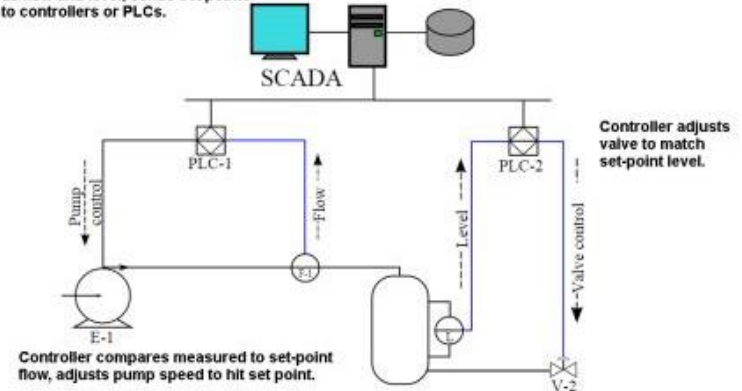 to controllers or PLCs.
SCADA
PLC-1
PLC-2
Controller adjusts
valve to match
set-point level.
Pump
control
Flow
Level
Valve control
F-1
L
E-1
V-2
Controller compares measured to set-point
flow, adjusts pump speed to hit set point.